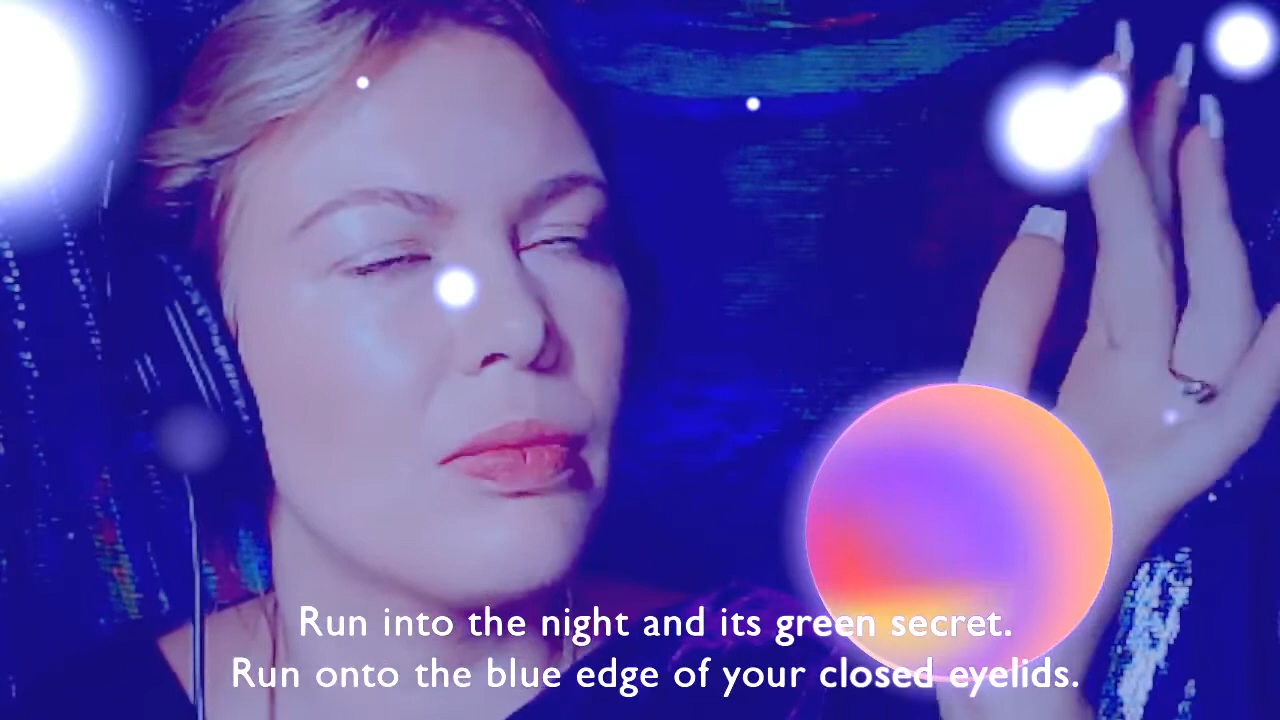 Run into the night and its green secret.
Run onto the blue edge of your closed eyelids.